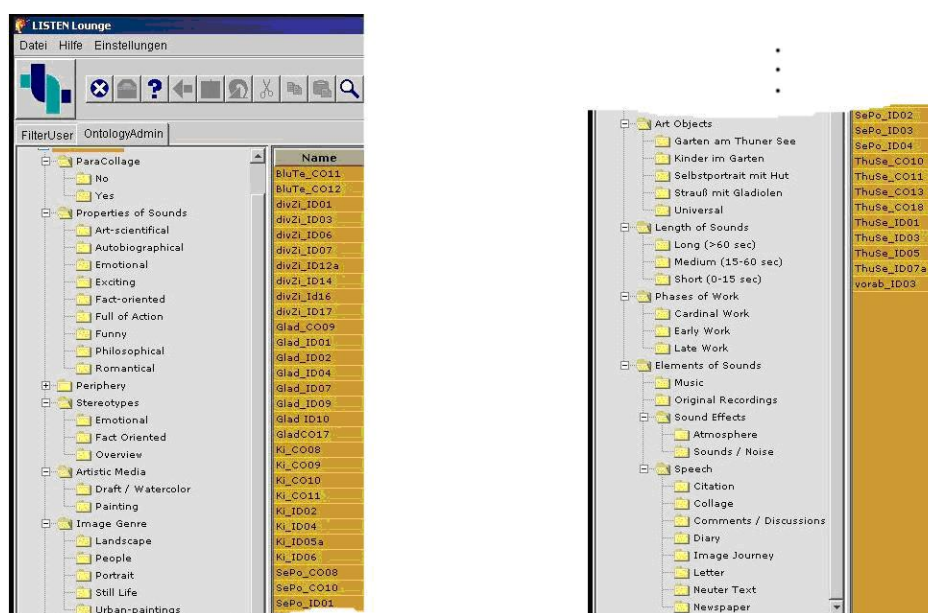 LISTEN Lounge
Datei Hilfe Einstellungen
FilterUser OntologyAdmin
ParaCollage
No
Yes
Properties of Sounds
Art-scientifical
Autobiographical
Emotional
Exciting
Fact-oriented
Full of Action
Funny
Philosophical
Romantical
Periphery
Stereotypes
Emotional
Fact Oriented
Overview
Artistic Media
Draft / Watercolor
Painting
Image Genre
Landscape
People
Portrait
Still Life
Urban-paintings
Name
BluTe_CO11
BluTe_CO12
divZi_ID01
divZi_ID03
divZi_ID06
divZi_ID07
divZi_ID12a
divZi_ID14
divZi_Id16
divZi_ID17
Glad_CO09
Glad_ID01
Glad_ID02
Glad_ID04
Glad_ID07
Glad_ID09
Glad ID10
GladCO17
Ki_CO08
Ki_CO09
Ki_CO10
Ki_CO11
Ki_ID02
Ki_ID04
Ki_ID05a
Ki_ID06
SePo_CO08
SePo_CO10
SePo_ID01
Art Objects
Garten am Thuner See
Kinder im Garten
Selbstportrait mit Hut
Strauß mit Gladiolen
Universal
Length of Sounds
Long (>60 sec)
Medium (15-60 sec)
Short (0-15 sec)
Phases of Work
Cardinal Work
Early Work
Late Work
Elements of Sounds
Music
Original Recordings
Sound Effects
Atmosphere
Sounds / Noise
Speech
Citation
Collage
Comments / Discussions
Diary
Image Journey
Letter
Neuter Text
Newspaper
SePo_ID02
SePo_ID03
SePo_ID04
ThuSe_CO10
ThuSe_CO11
ThuSe_CO13
ThuSe_CO18
ThuSe_ID01
ThuSe_ID03
ThuSe_ID05
ThuSe_ID07a
vorab_ID03